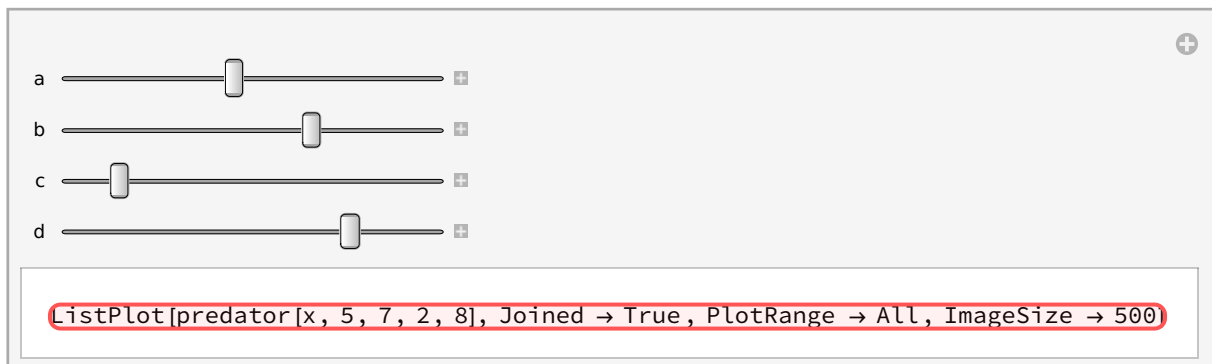 a
b
c
d
ListPlot[predator[x, 5, 7, 2, 8], Joined → True, PlotRange → All, ImageSize → 500]